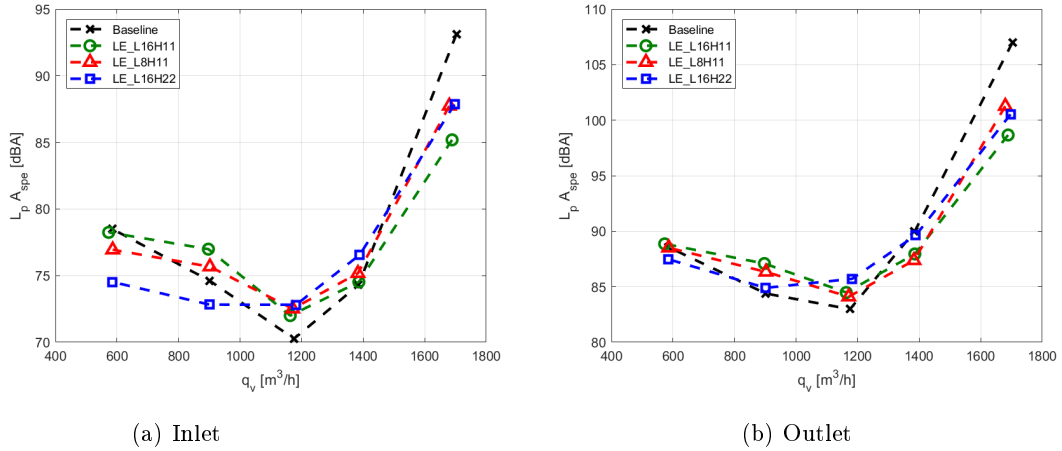 95
90
85
80
75
70
L_p A_spe [dBA]
400 600 800 1000 1200 1400 1600 1800
q_v [m^3/h]
Baseline
LE_L16H11
LE_L8H11
LE_L16H22
(a) Inlet
110
105
100
95
90
85
80
L_p A_spe [dBA]
400 600 800 1000 1200 1400 1600 1800
q_v [m^3/h]
Baseline
LE_L16H11
LE_L8H11
LE_L16H22
(b) Outlet